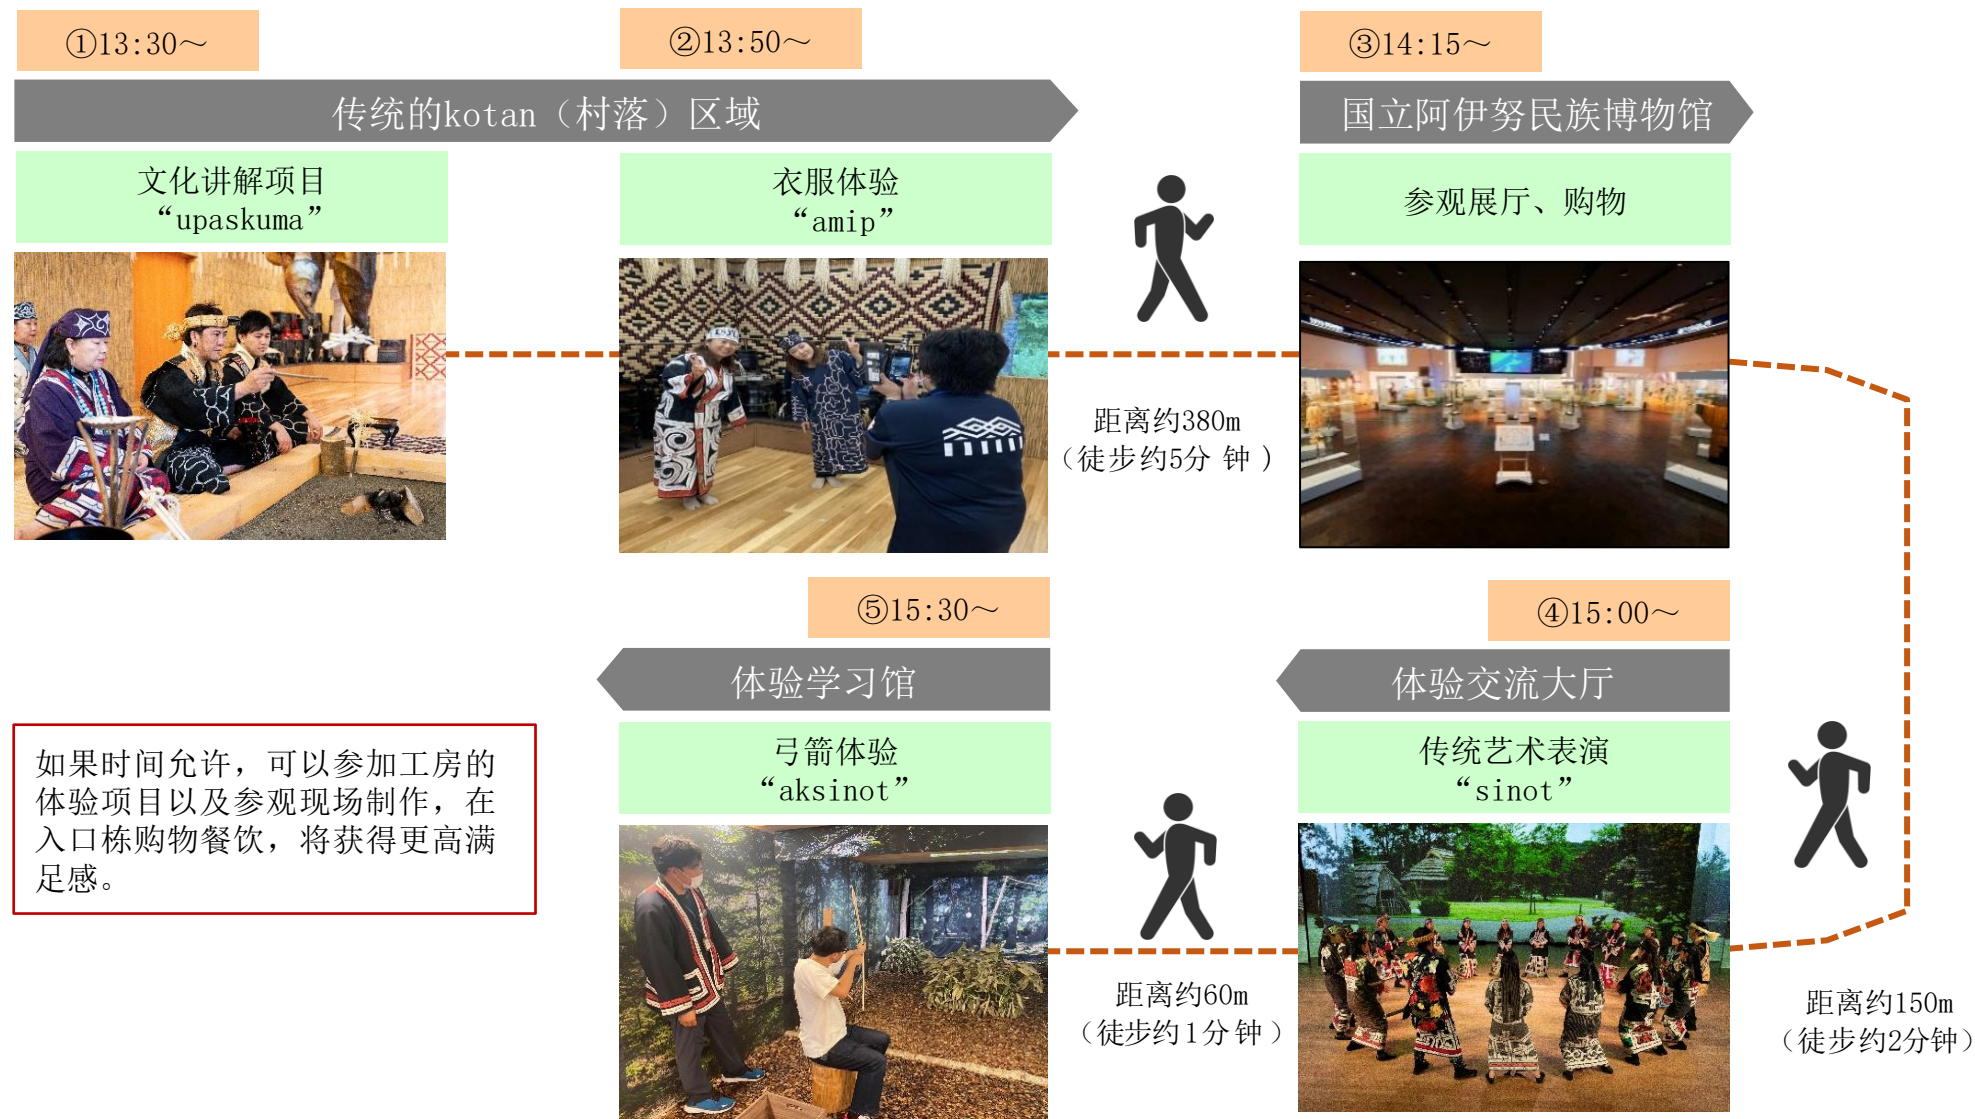 ①13:30～
②13:50～
③14:15～
传统的kotan（村落）区域
国立阿伊努民族博物馆
文化讲解项目
“upaskuma”
衣服体验
“amip”
参观展厅、购物
距离约380m
（徒步约5分 钟 )
④15:00～
体验交流大厅
传统艺术表演
“sinot”
距离约150m
（徒步约2分钟）
⑤15:30～
体验学习馆
弓箭体验
“aksinot”
距离约60m
（徒步约1分 钟 ）
如果时间允许，可以参加工房的
体验项目以及参观现场制作，在
入口栋购物餐饮，将获得更高满
足感。